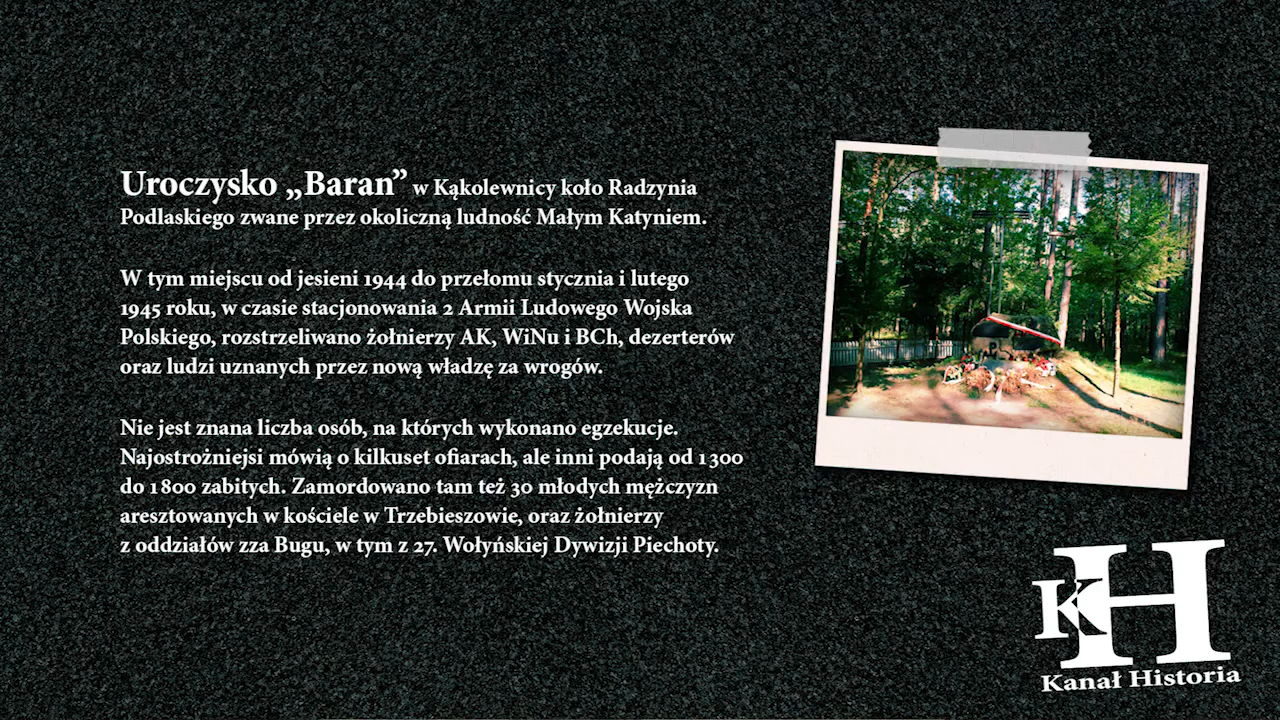 Uroczysko „Baran” w Kąkolewnicy koło Radzynia
Podlaskiego zwane przez okoliczną ludność Małym Katyniem.
W tym miejscu od jesieni 1944 do przełomu stycznia i lutego
1945 roku, w czasie stacjonowania 2 Armii Ludowego Wojska
Polskiego, rozstrzeliwano żołnierzy AK, WiNu i BCh, dezerterów
oraz ludzi uznanych przez nową władzę za wrogów.
Nie jest znana liczba osób, na których wykonano egzekucje.
Najostrożniejsi mówią o kilkuset ofiarach, ale inni podają od 1300
do 1800 zabitych. Zamordowano tam też 30 młodych mężczyzn
aresztowanych w kościele w Trzebieszowie, oraz żołnierzy
z oddziałów zza Bugu, w tym z 27. Wołyńskiej Dywizji Piechoty.
KH
Kanał Historia